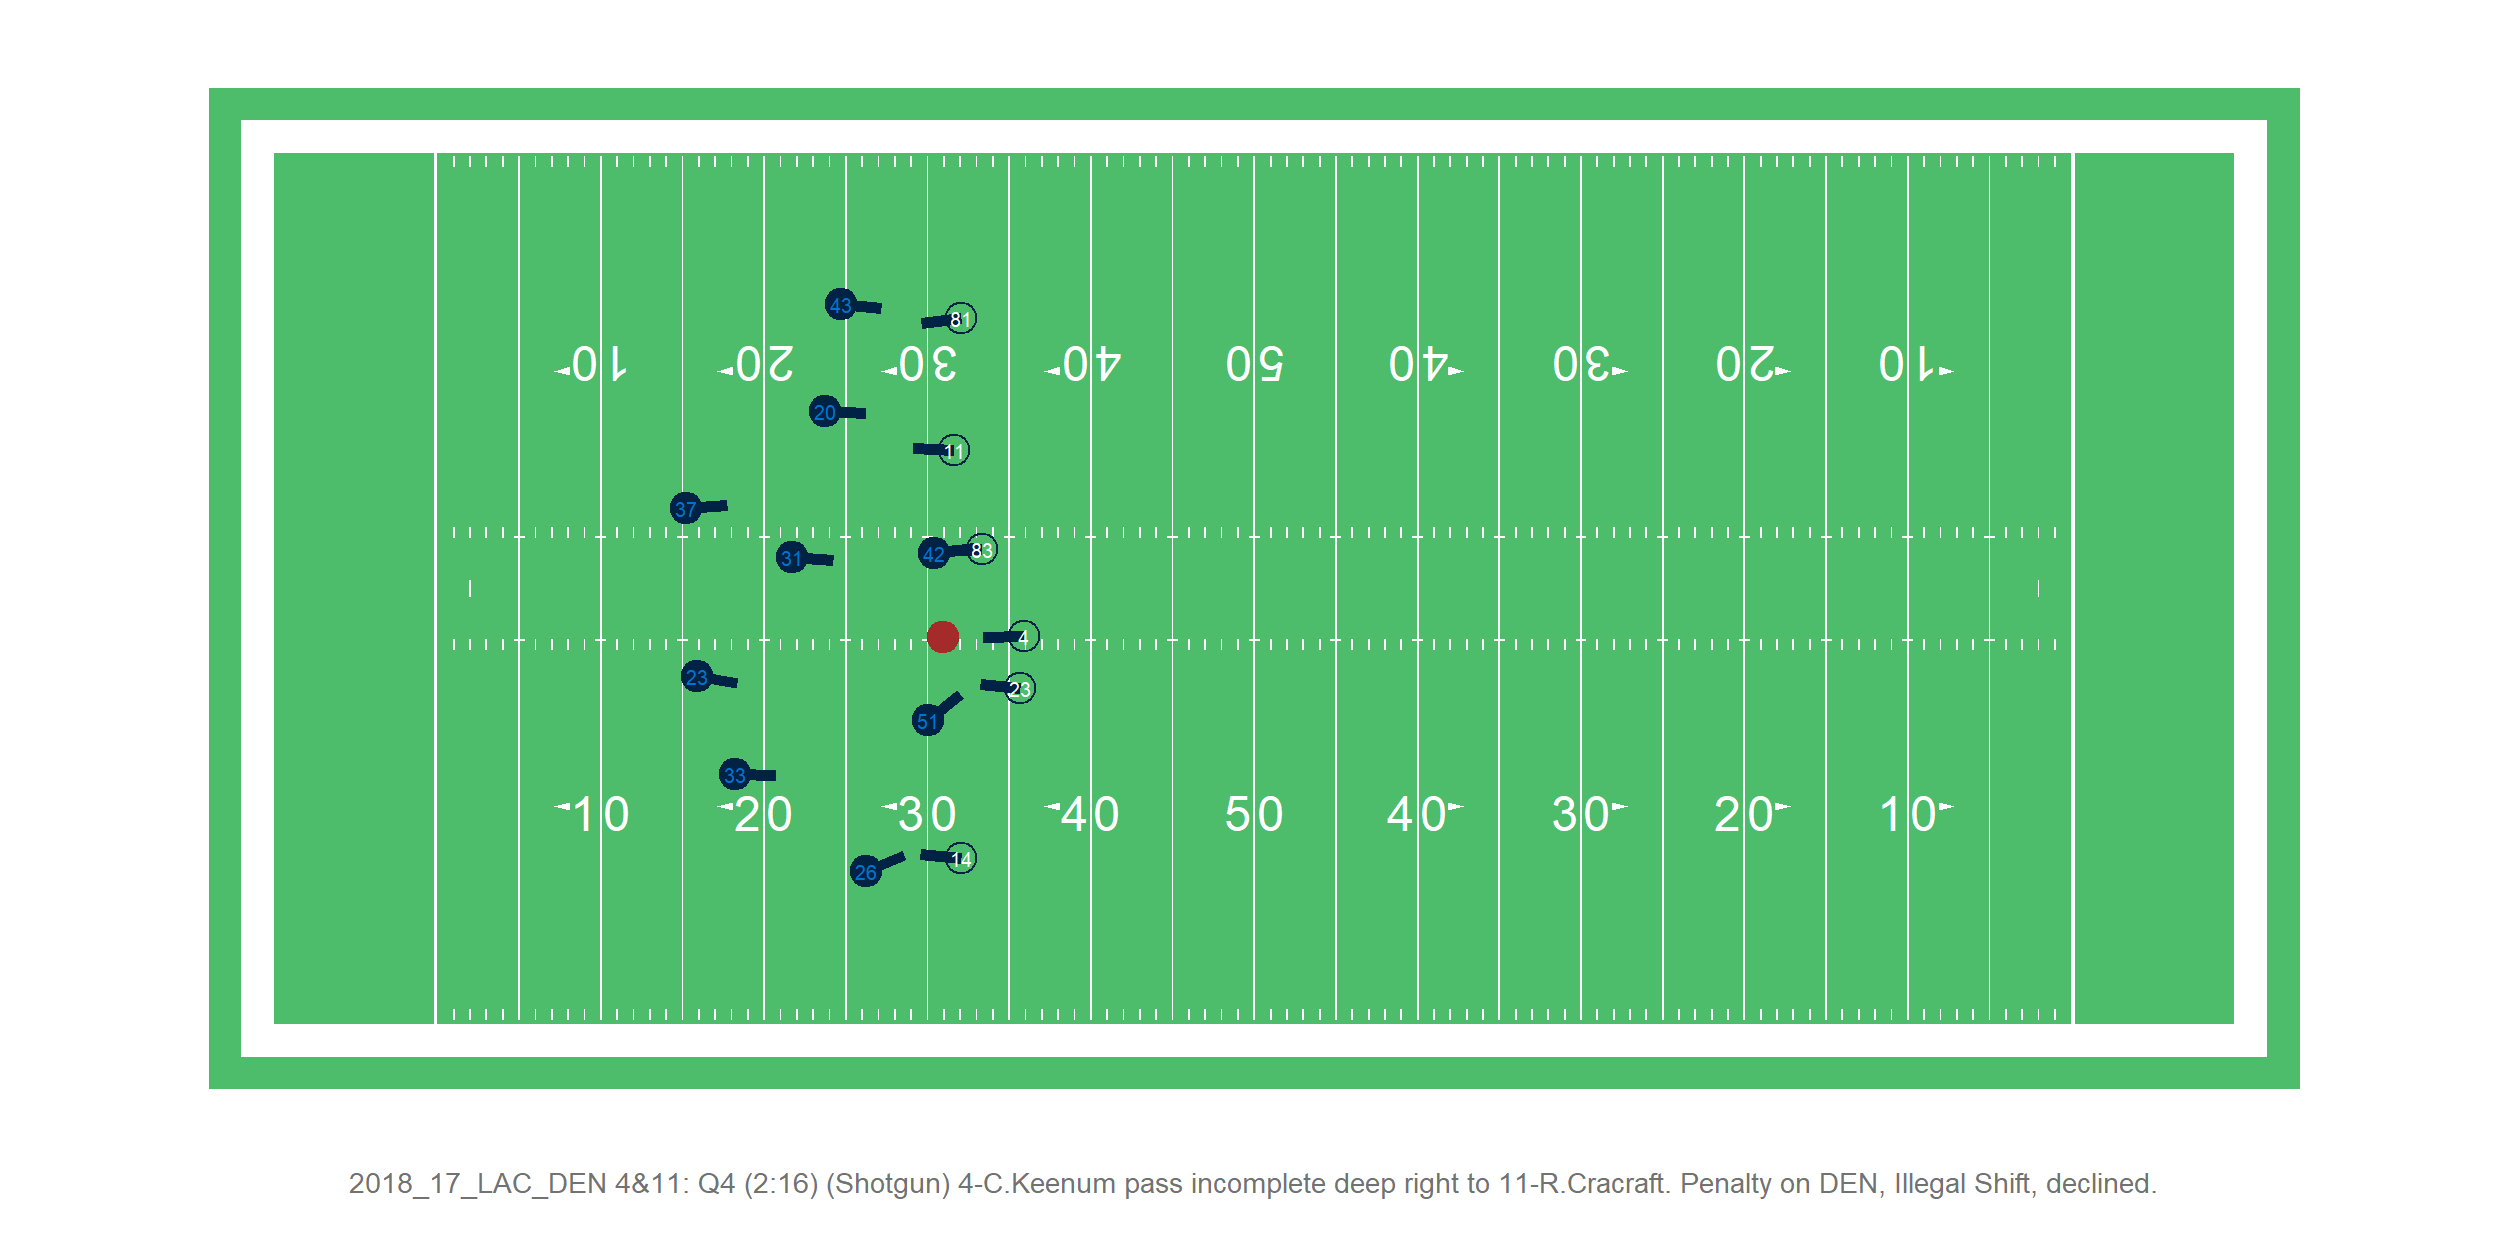 43
81
10 20 30 40 50 40 30 20 10
20
11
37
31 42 83
4
23
23
51
33
10 20 30 40 50 40 30 20 10
26 14
2018_17_LAC_DEN 4&11: Q4 (2:16) (Shotgun) 4-C.Keenum pass incomplete deep right to 11-R.Cracraft. Penalty on DEN, Illegal Shift, declined.